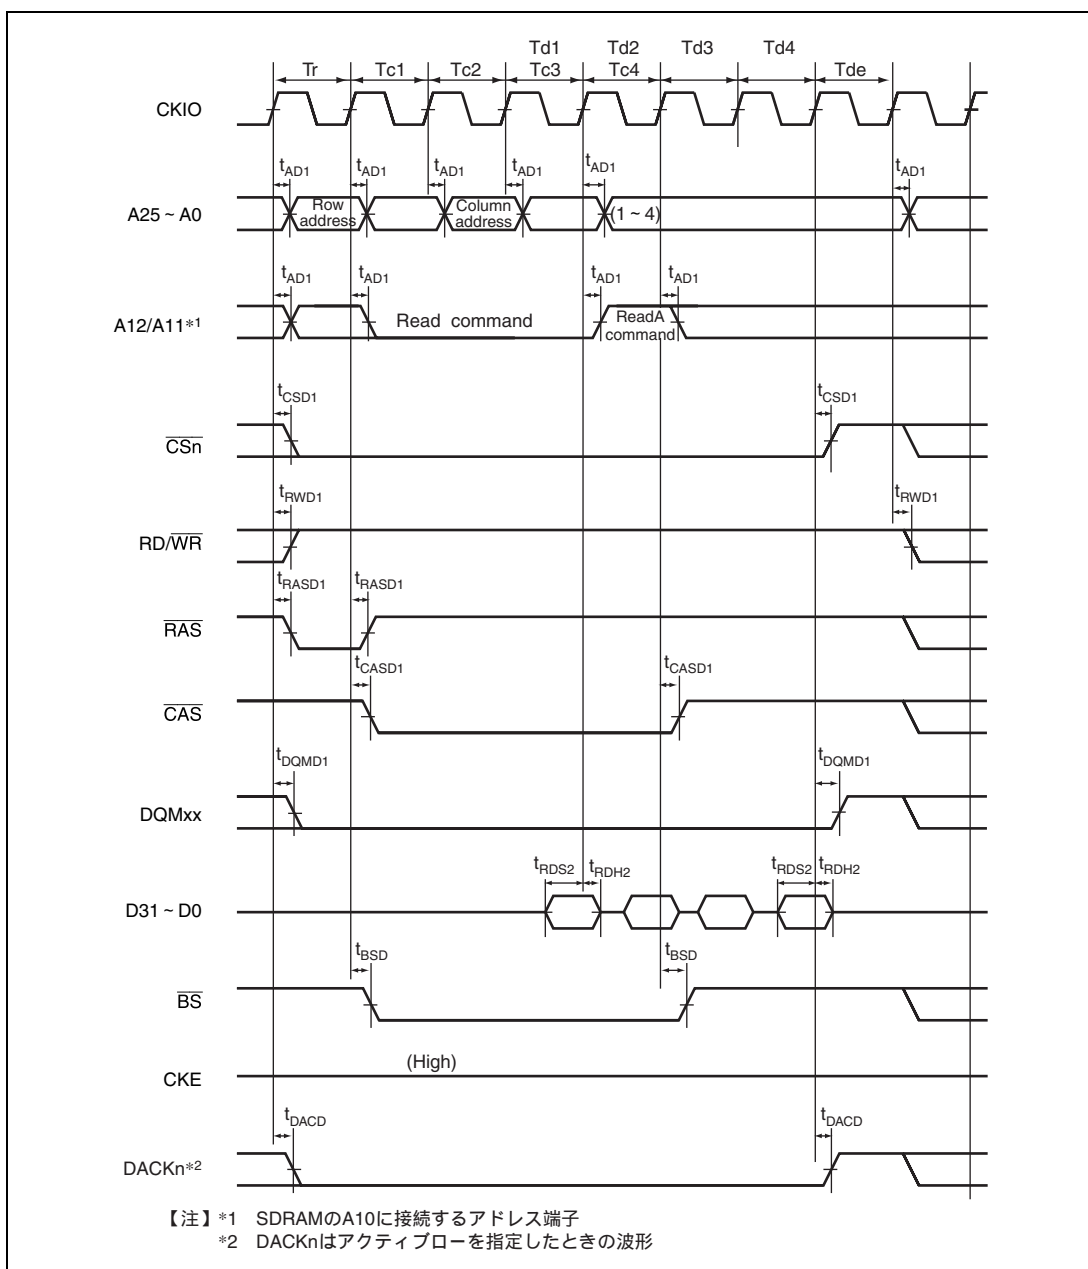 Td1 Td2 Td3 Td4
Tr Tc1 Tc2 Tc3 Tc4 Tde
CKIO
tAD1 tAD1 tAD1 tAD1 tAD1 tAD1
A25 ~ A0
Row address
Column address
(1 ~ 4)
tAD1 tAD1 tAD1 tAD1
A12/A11*1
Read command
ReadA command
tCSD1 tCSD1
CSn
tRWD1 tRWD1
RD/WR
tRASD1 tRASD1
RAS
tCASD1 tCASD1
CAS
tDQMD1 tDQMD1
DQMxx
tRDS2 tRDH2 tRDS2 tRDH2
D31 ~ D0
tBSD tBSD
BS
(High)
CKE
tDACD tDACD
DACKn*2
【注】*1 SDRAMのA10に接続するアドレス端子
*2 DACKnはアクティブローを指定したときの波形